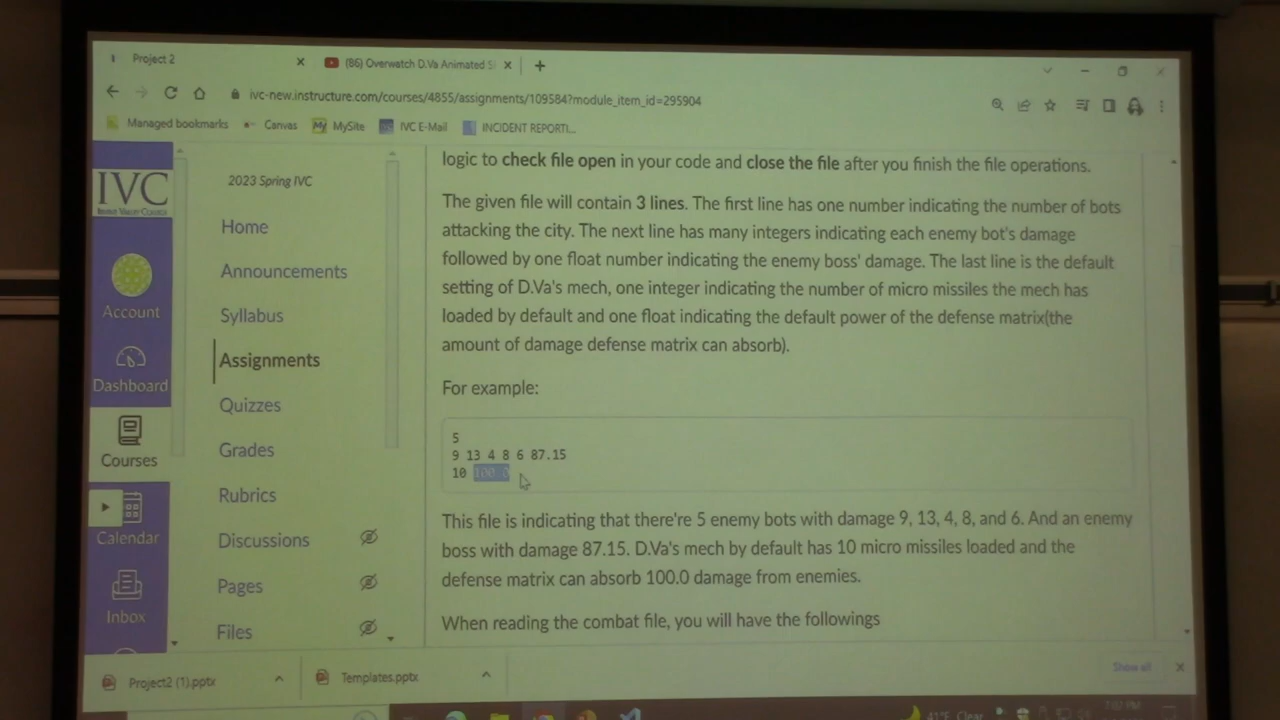 Project 2
(86) Overwatch D.Va Animated S
ivc-new.instructure.com/courses/4855/assignments/109584?module_item_id=295904
Managed bookmarks
Canvas
MySite
IVC E-Mail
INCIDENT REPORTI...
IVC
Account
Dashboard
Courses
Calendar
Inbox
2023 Spring IVC
Home
Announcements
Syllabus
Assignments
Quizzes
Grades
Rubrics
Discussions
Pages
Files
logic to check file open in your code and close the file after you finish the file operations.
The given file will contain 3 lines. The first line has one number indicating the number of bots
attacking the city. The next line has many integers indicating each enemy bot's damage
followed by one float number indicating the enemy boss' damage. The last line is the default
setting of D.Va's mech, one integer indicating the number of micro missiles the mech has
loaded by default and one float indicating the default power of the defense matrix(the
amount of damage defense matrix can absorb).
For example:
5
9 13 4 8 6 87.15
10 100.0
This file is indicating that there're 5 enemy bots with damage 9, 13, 4, 8, and 6. And an enemy
boss with damage 87.15. D.Va's mech by default has 10 micro missiles loaded and the
defense matrix can absorb 100.0 damage from enemies.
When reading the combat file, you will have the followings
Project2 (1).pptx
Templates.pptx
Show all
41°F Clear